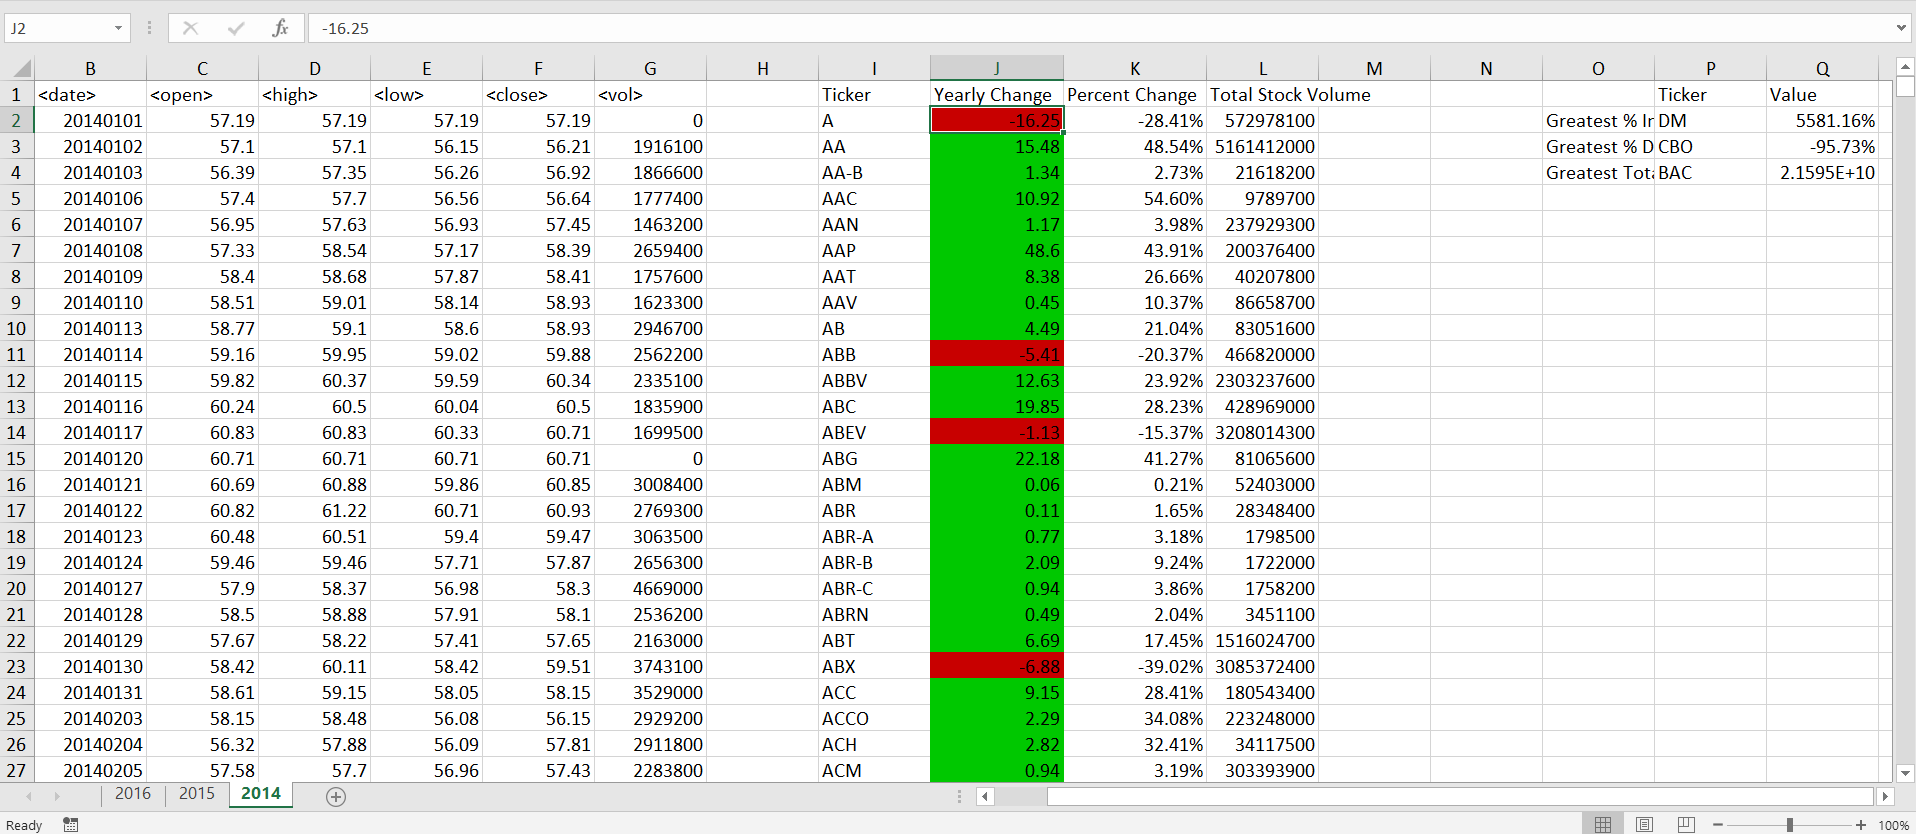 J2 fx -16.25
B C D E F G H I J K L M N O P Q
1 <date> <open> <high> <low> <close> <vol> Ticker Yearly Change Percent Change Total Stock Volume Ticker Value
2 20140101 57.19 57.19 57.19 57.19 0 A -16.25 -28.41% 572978100 Greatest % In DM 5581.16%
3 20140102 57.1 57.1 56.15 56.21 1916100 AA 15.48 48.54% 5161412000 Greatest % D CBO -95.73%
4 20140103 56.39 57.35 56.26 56.92 1866600 AA-B 1.34 2.73% 21618200 Greatest Tota BAC 2.1595E+10
5 20140106 57.4 57.7 56.56 56.64 1777400 AAC 10.92 54.60% 9789700
6 20140107 56.95 57.63 56.93 57.45 1463200 AAN 1.17 3.98% 237929300
7 20140108 57.33 58.54 57.17 58.39 2659400 AAP 48.6 43.91% 200376400
8 20140109 58.4 58.68 57.87 58.41 1757600 AAT 8.38 26.66% 40207800
9 20140110 58.51 59.01 58.14 58.93 1623300 AAV 0.45 10.37% 86658700
10 20140113 58.77 59.1 58.6 58.93 2946700 AB 4.49 21.04% 83051600
11 20140114 59.16 59.95 59.02 59.88 2562200 ABB -5.41 -20.37% 466820000
12 20140115 59.82 60.37 59.59 60.34 2335100 ABBV 12.63 23.92% 2303237600
13 20140116 60.24 60.5 60.04 60.5 1835900 ABC 19.85 28.23% 428969000
14 20140117 60.83 60.83 60.33 60.71 1699500 ABEV -1.13 -15.37% 3208014300
15 20140120 60.71 60.71 60.71 60.71 0 ABG 22.18 41.27% 81065600
16 20140121 60.69 60.88 59.86 60.85 3008400 ABM 0.06 0.21% 52403000
17 20140122 60.82 61.22 60.71 60.93 2769300 ABR 0.11 1.65% 28348400
18 20140123 60.48 60.51 59.4 59.47 3063500 ABR-A 0.77 3.18% 1798500
19 20140124 59.46 59.46 57.71 57.87 2656300 ABR-B 2.09 9.24% 1722000
20 20140127 57.9 58.37 56.98 58.3 4669000 ABR-C 0.94 3.86% 1758200
21 20140128 58.5 58.88 57.91 58.1 2536200 ABRN 0.49 2.04% 3451100
22 20140129 57.67 58.22 57.41 57.65 2163000 ABT 6.69 17.45% 1516024700
23 20140130 58.42 60.11 58.42 59.51 3743100 ABX -6.88 -39.02% 3085372400
24 20140131 58.61 59.15 58.05 58.15 3529000 ACC 9.15 28.41% 180543400
25 20140203 58.15 58.48 56.08 56.15 2929200 ACCO 2.29 34.08% 223248000
26 20140204 56.32 57.88 56.09 57.81 2911800 ACH 2.82 32.41% 34117500
27 20140205 57.58 57.7 56.96 57.43 2283800 ACM 0.94 3.19% 303393900
2016 2015 2014
Ready 100%